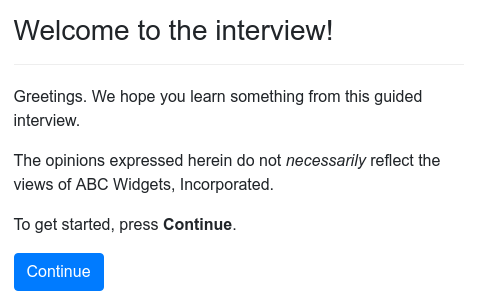 Welcome to the interview!
Greetings. We hope you learn something from this guided
interview.
The opinions expressed herein do not necessarily reflect the
views of ABC Widgets, Incorporated.
To get started, press Continue.
Continue